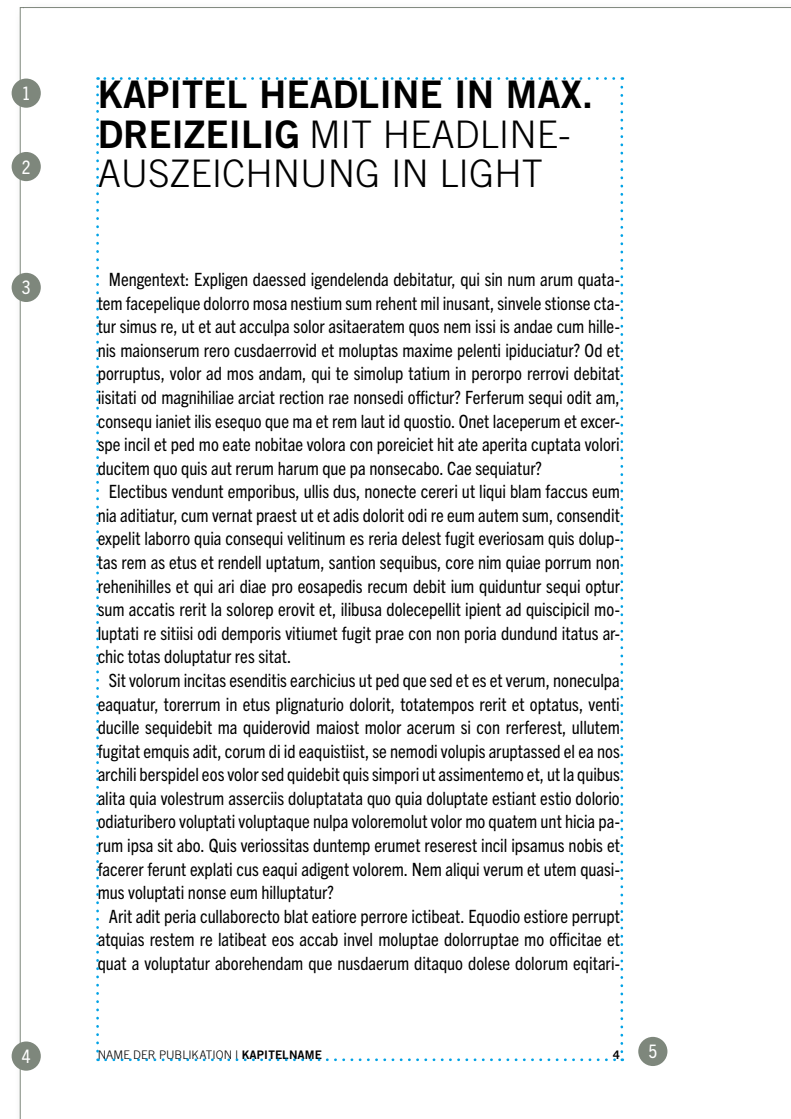 1
KAPITEL HEADLINE IN MAX.
DREIZEILIG MIT HEADLINE-
2
AUSZEICHNUNG IN LIGHT
3
Mengentext: Expligen daessed igendelenda debitatur, qui sin num arum quata-
tem facepelique dolorro mosa nestium sum rehent mil inusant, sinvele stionse cta-
tur simus re, ut et aut acculpa solor asitaeratem quos nem issi is andae cum hille-
nis maionserum rero cusdaerrovid et moluptas maxime pelenti ipiduciatur? Od et
porruptus, volor ad mos andam, qui te simolup tatium in perorpo rerrovi debitat
iisitati od magnihiliae arciat rection rae nonsedi offictur? Ferferum sequi odit am,
consequ ianiet ilis esequo que ma et rem laut id quostio. Onet laceperum et excer-
spe incil et ped mo eate nobitae volora con poreiciet hit ate aperita cuptata volori
ducitem quo quis aut rerum harum que pa nonsecabo. Cae sequiatur?
Electibus vendunt emporibus, ullis dus, nonecte cereri ut liqui blam faccus eum
nia aditiatur, cum vernat praest ut et adis dolorit odi re eum autem sum, consendit
expelit laborro quia consequi velitinum es reria delest fugit everiosam quis dolup-
tas rem as etus et rendell uptatum, santion sequibus, core nim quiae porrum non
rehenihilles et qui ari diae pro eosapedis recum debit ium quiduntur sequi optur
sum accatis rerit la solorep erovit et, ilibusa dolecepellit ipient ad quiscipicil mo-
luptati re sitiisi odi demporis vitiumet fugit prae con non poria dundund itatus ar-
chic totas doluptatur res sitat.
Sit volorum incitas esenditis earchicius ut ped que sed et es et verum, noneculpa
eaquatur, torerrum in etus plignaturio dolorit, totatempos rerit et optatus, venti
ducille sequidebit ma quiderovid maiost molor acerum si con rerferest, ullutem
fugitat emquis adit, corum di id eaquistiist, se nemodi volupis aruptassed el ea nos
archili berspidel eos volor sed quidebit quis simpori ut assimentemo et, ut la quibus
alita quia volestrum asserciis doluptatata quo quia doluptate estiant estio dolorio
odiaturibero voluptati voluptaque nulpa voloremolut volor mo quatem unt hicia pa-
rum ipsa sit abo. Quis veriossitas duntemp erumet reserest incil ipsamus nobis et
facerer ferunt explati cus eaqui adigent volorem. Nem aliqui verum et utem quasi-
mus voluptati nonse eum hilluptatur?
Arit adit peria cullaborecto blat eatiore perrore ictibeat. Equodio estiore perrupt
atquias restem re latibeat eos accab invel moluptae dolorruptae mo officitae et
quat a voluptatur aborehendam que nusdaerum ditaquo dolese dolorum eqitari-
4
NAME DER PUBLIKATION | KAPITELNAME 4
5